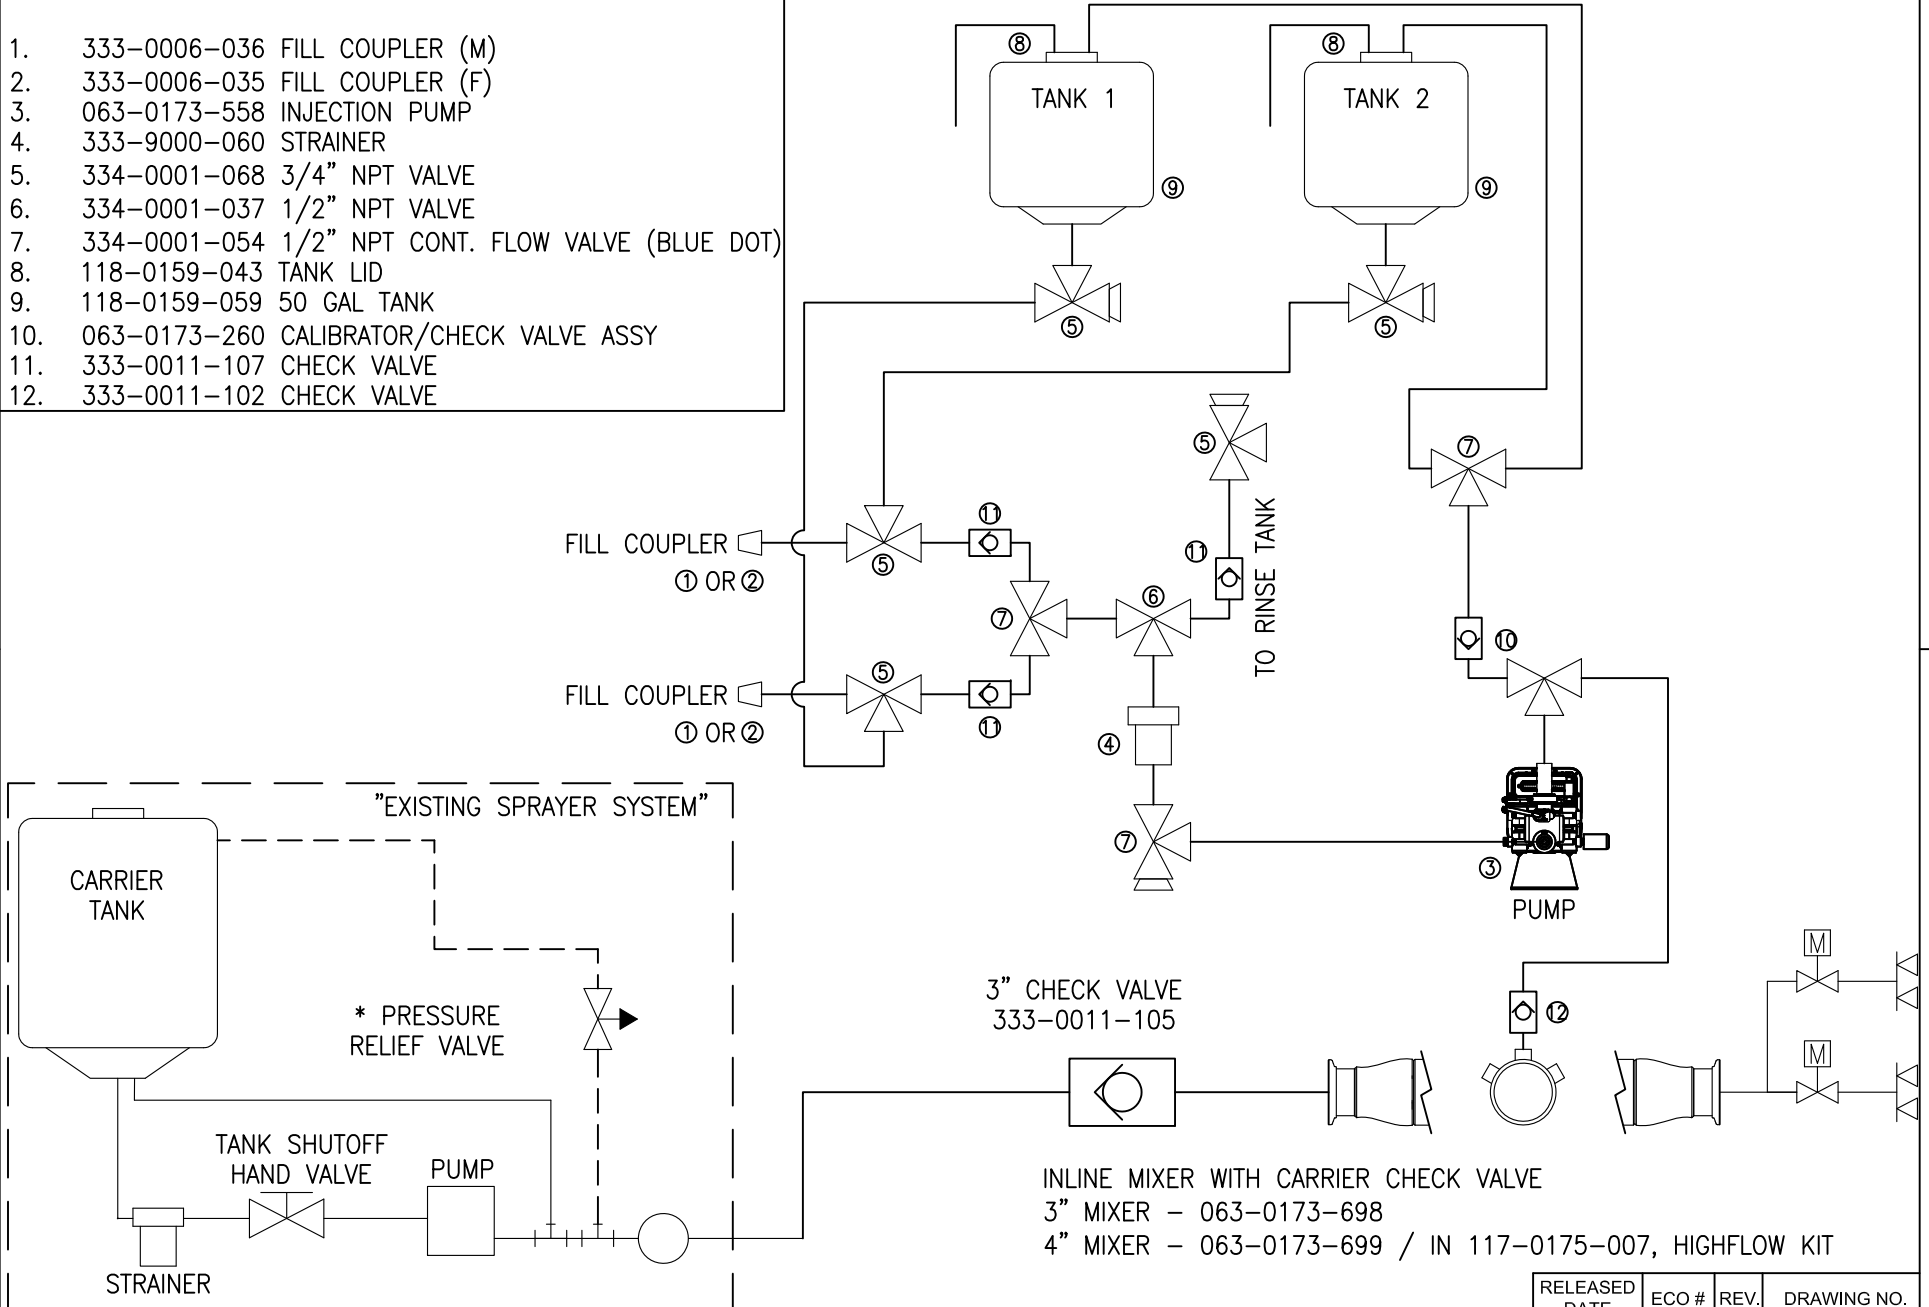 1. 333-0006-036 FILL COUPLER (M)
2. 333-0006-035 FILL COUPLER (F)
3. 063-0173-558 INJECTION PUMP
4. 333-9000-060 STRAINER
5. 334-0001-068 3/4" NPT VALVE
6. 334-0001-037 1/2" NPT VALVE
7. 334-0001-054 1/2" NPT CONT. FLOW VALVE (BLUE DOT)
8. 118-0159-043 TANK LID
9. 118-0159-059 50 GAL TANK
10. 063-0173-260 CALIBRATOR/CHECK VALVE ASSY
11. 333-0011-107 CHECK VALVE
12. 333-0011-102 CHECK VALVE
8
8
TANK 1
TANK 2
9
9
5
5
5
7
11
FILL COUPLER
5
1 OR 2
11
TO RINSE TANK
6
7
10
5
FILL COUPLER
1 OR 2
11
4
7
3
PUMP
"EXISTING SPRAYER SYSTEM"
CARRIER
TANK
* PRESSURE
RELIEF VALVE
TANK SHUTOFF
HAND VALVE
PUMP
STRAINER
3" CHECK VALVE
333-0011-105
12
M
M
INLINE MIXER WITH CARRIER CHECK VALVE
3" MIXER - 063-0173-698
4" MIXER - 063-0173-699 / IN 117-0175-007, HIGHFLOW KIT
RELEASED
DATE
ECO #
REV.
DRAWING NO.